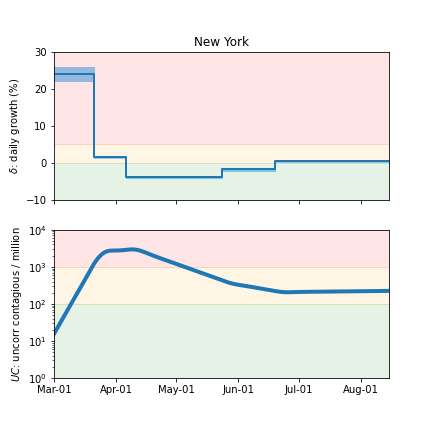 New York
30
20
10
0
−10
δ: daily growth (%)
10⁴
10³
10²
10¹
10⁰
UC: uncorr contagious / million
Mar-01 Apr-01 May-01 Jun-01 Jul-01 Aug-01